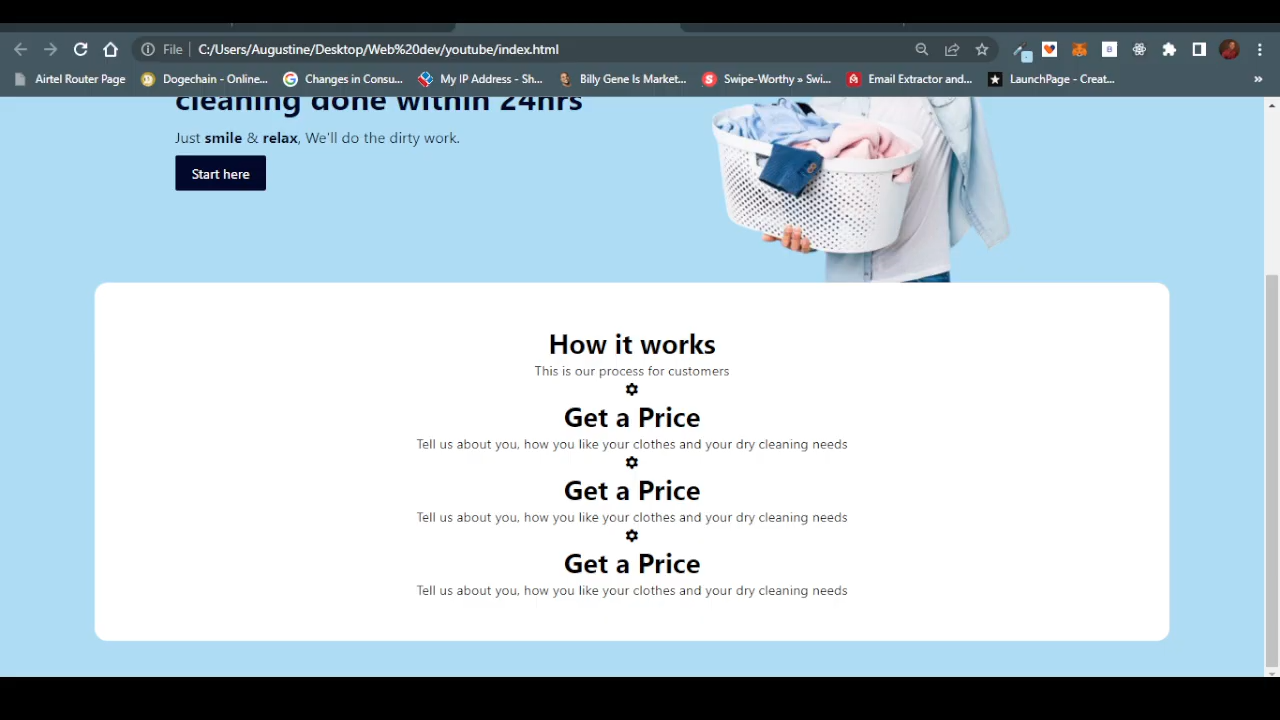 File C:/Users/Augustine/Desktop/Web%20dev/youtube/index.html
Airtel Router Page Dogechain - Online... Changes in Consu... My IP Address - Sh... Billy Gene Is Market... Swipe-Worthy » Swi... Email Extractor and... LaunchPage - Creat... »
cleaning done within 24hrs
Just smile & relax, We'll do the dirty work.
Start here
How it works
This is our process for customers
Get a Price
Tell us about you, how you like your clothes and your dry cleaning needs
Get a Price
Tell us about you, how you like your clothes and your dry cleaning needs
Get a Price
Tell us about you, how you like your clothes and your dry cleaning needs